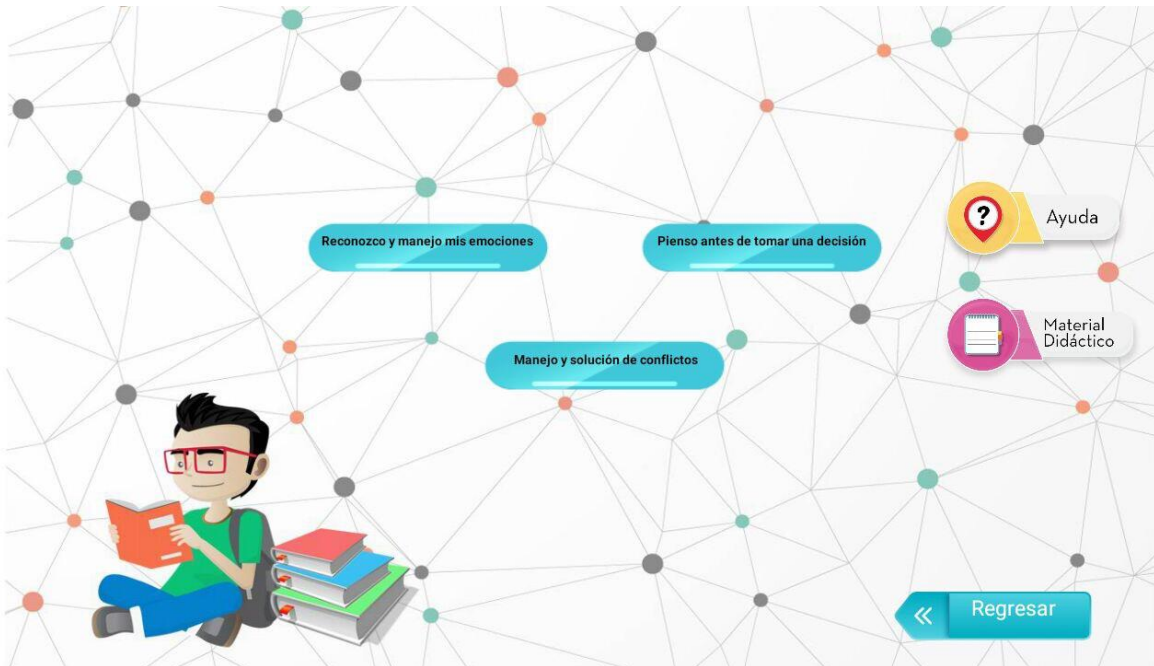 Reconozco y manejo mis emociones
Pienso antes de tomar una decisión
Manejo y solución de conflictos
?
Ayuda
Material
Didáctico
Regresar